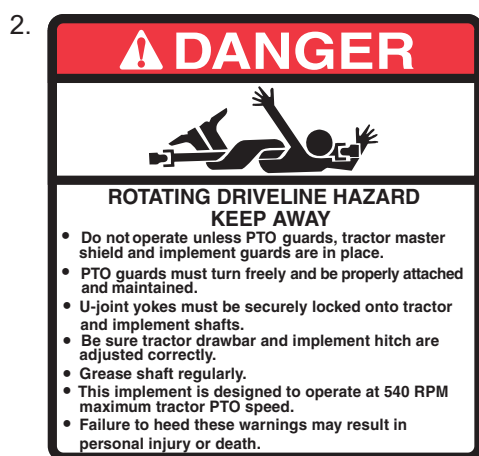 2.
DANGER
ROTATING DRIVELINE HAZARD
KEEP AWAY
• Do not operate unless PTO guards, tractor master
shield and implement guards are in place.
• PTO guards must turn freely and be properly attached
and maintained.
• U-joint yokes must be securely locked onto tractor
and implement shafts.
• Be sure tractor drawbar and implement hitch are
adjusted correctly.
• Grease shaft regularly.
• This implement is designed to operate at 540 RPM
maximum tractor PTO speed.
• Failure to heed these warnings may result in
personal injury or death.